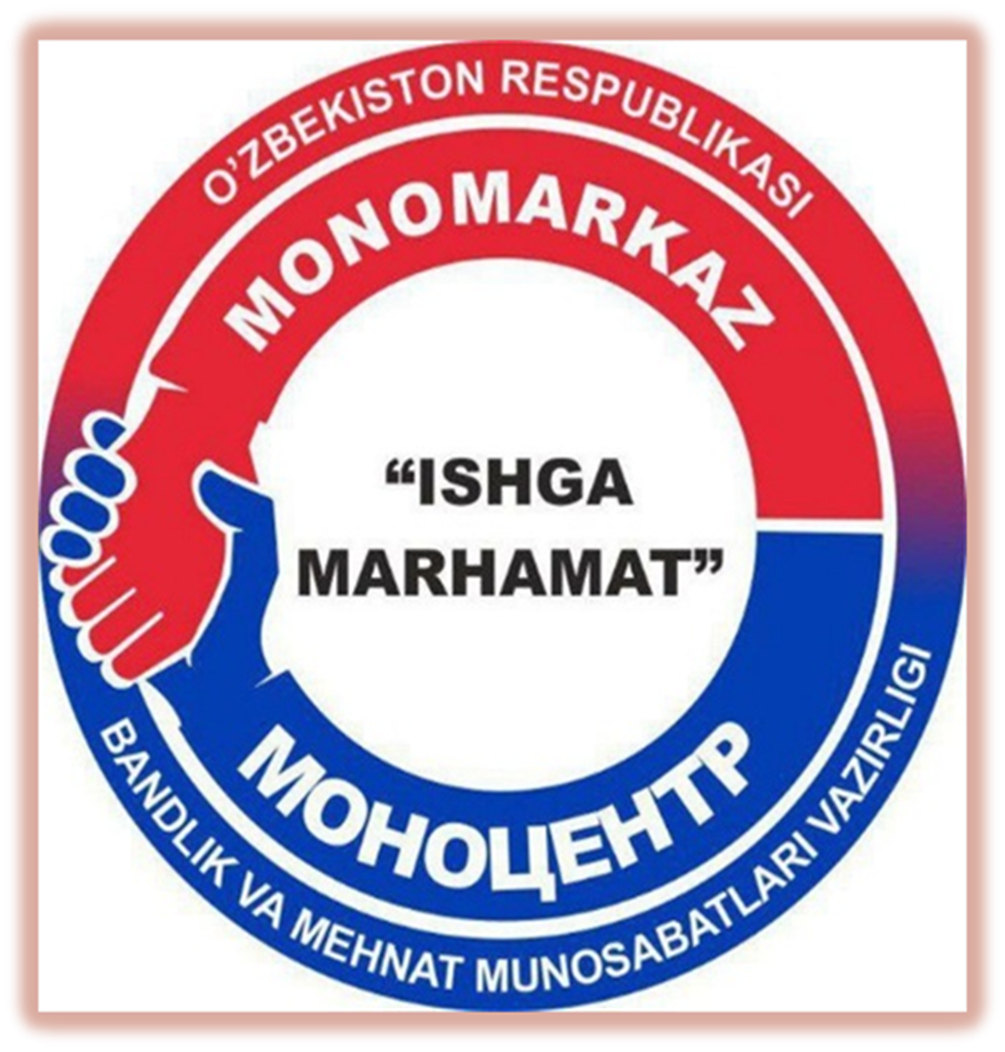 O'ZBEKISTON RESPUBLIKASI
MONOMARKAZ
“ISHGA
MARHAMAT”
МОНОЦЕНТР
BANDLIK VA MEHNAT MUNOSABATLARI VAZIRLIGI